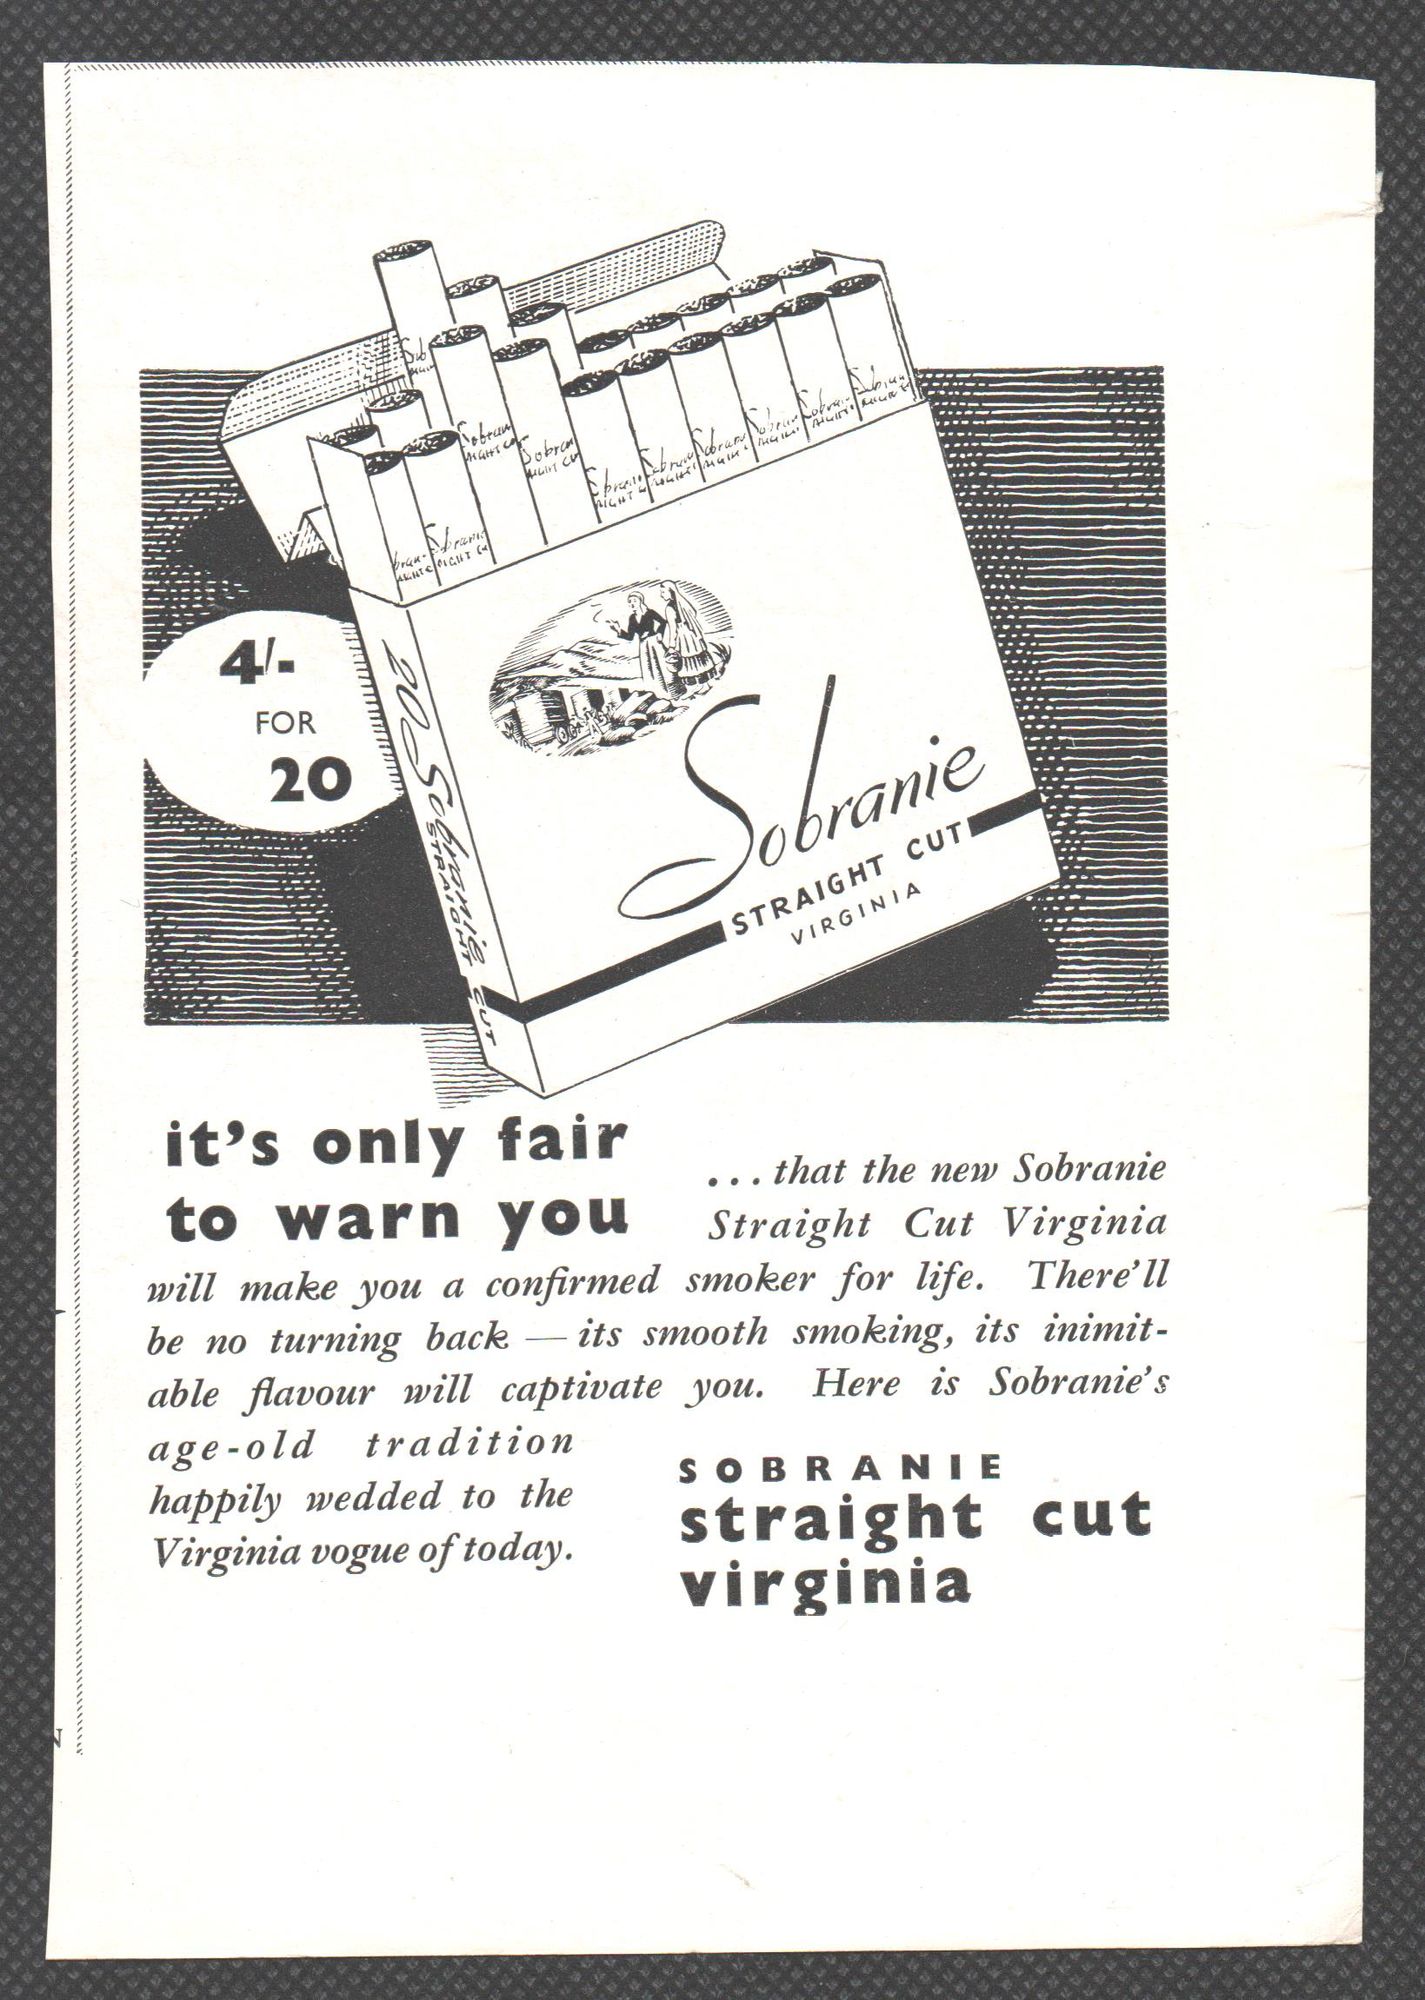 4/-
FOR
20
20 Sobranie
STRAIGHT CUT
Sobranie
STRAIGHT CUT
VIRGINIA
it's only fair
to warn you
...that the new Sobranie
Straight Cut Virginia
will make you a confirmed smoker for life. There'll
be no turning back — its smooth smoking, its inimit-
able flavour will captivate you. Here is Sobranie's
age-old tradition
happily wedded to the
Virginia vogue of today.
SOBRANIE
straight cut
virginia